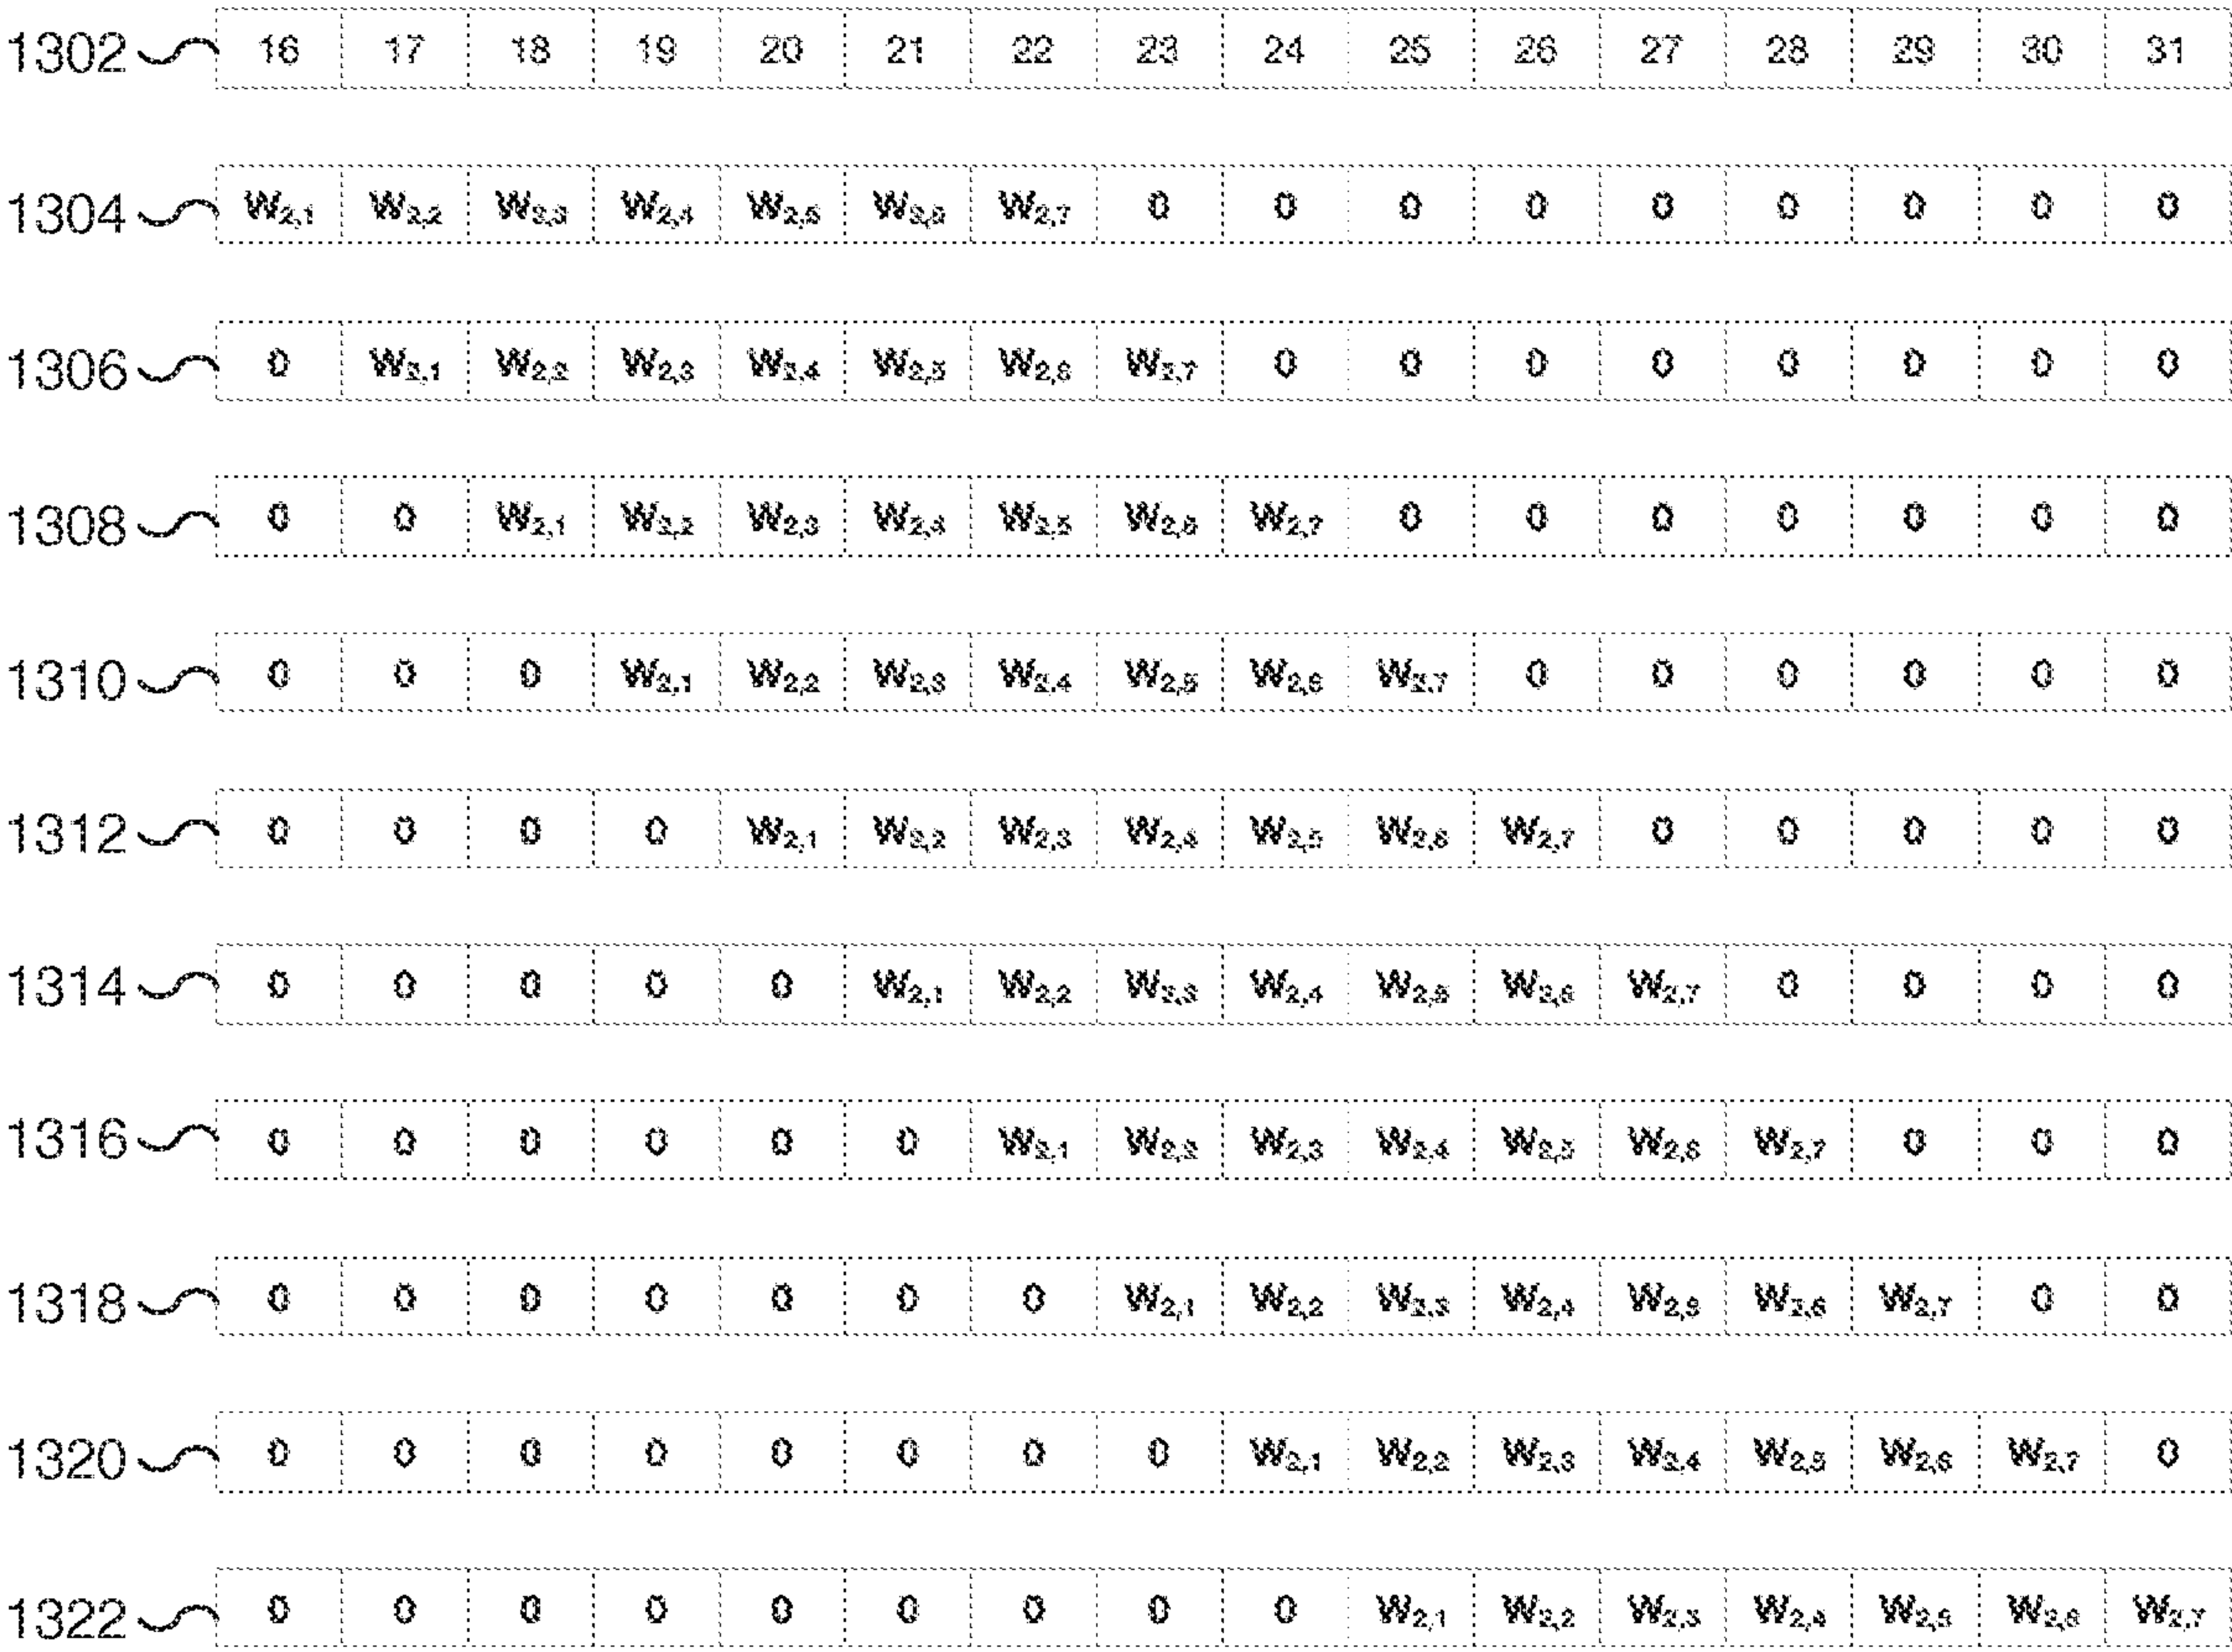 1302 16 17 18 19 20 21 22 23 24 25 26 27 28 29 30 31
1304 W2,1 W2,2 W2,3 W2,4 W2,5 W2,6 W2,7 0 0 0 0 0 0 0 0 0
1306 0 W2,1 W2,2 W2,3 W2,4 W2,5 W2,6 W2,7 0 0 0 0 0 0 0 0
1308 0 0 W2,1 W2,2 W2,3 W2,4 W2,5 W2,6 W2,7 0 0 0 0 0 0 0
1310 0 0 0 W2,1 W2,2 W2,3 W2,4 W2,5 W2,6 W2,7 0 0 0 0 0 0
1312 0 0 0 0 W2,1 W2,2 W2,3 W2,4 W2,5 W2,6 W2,7 0 0 0 0 0
1314 0 0 0 0 0 W2,1 W2,2 W2,3 W2,4 W2,5 W2,6 W2,7 0 0 0 0
1316 0 0 0 0 0 0 W2,1 W2,2 W2,3 W2,4 W2,5 W2,6 W2,7 0 0 0
1318 0 0 0 0 0 0 0 W2,1 W2,2 W2,3 W2,4 W2,5 W2,6 W2,7 0 0
1320 0 0 0 0 0 0 0 0 W2,1 W2,2 W2,3 W2,4 W2,5 W2,6 W2,7 0
1322 0 0 0 0 0 0 0 0 0 W2,1 W2,2 W2,3 W2,4 W2,5 W2,6 W2,7